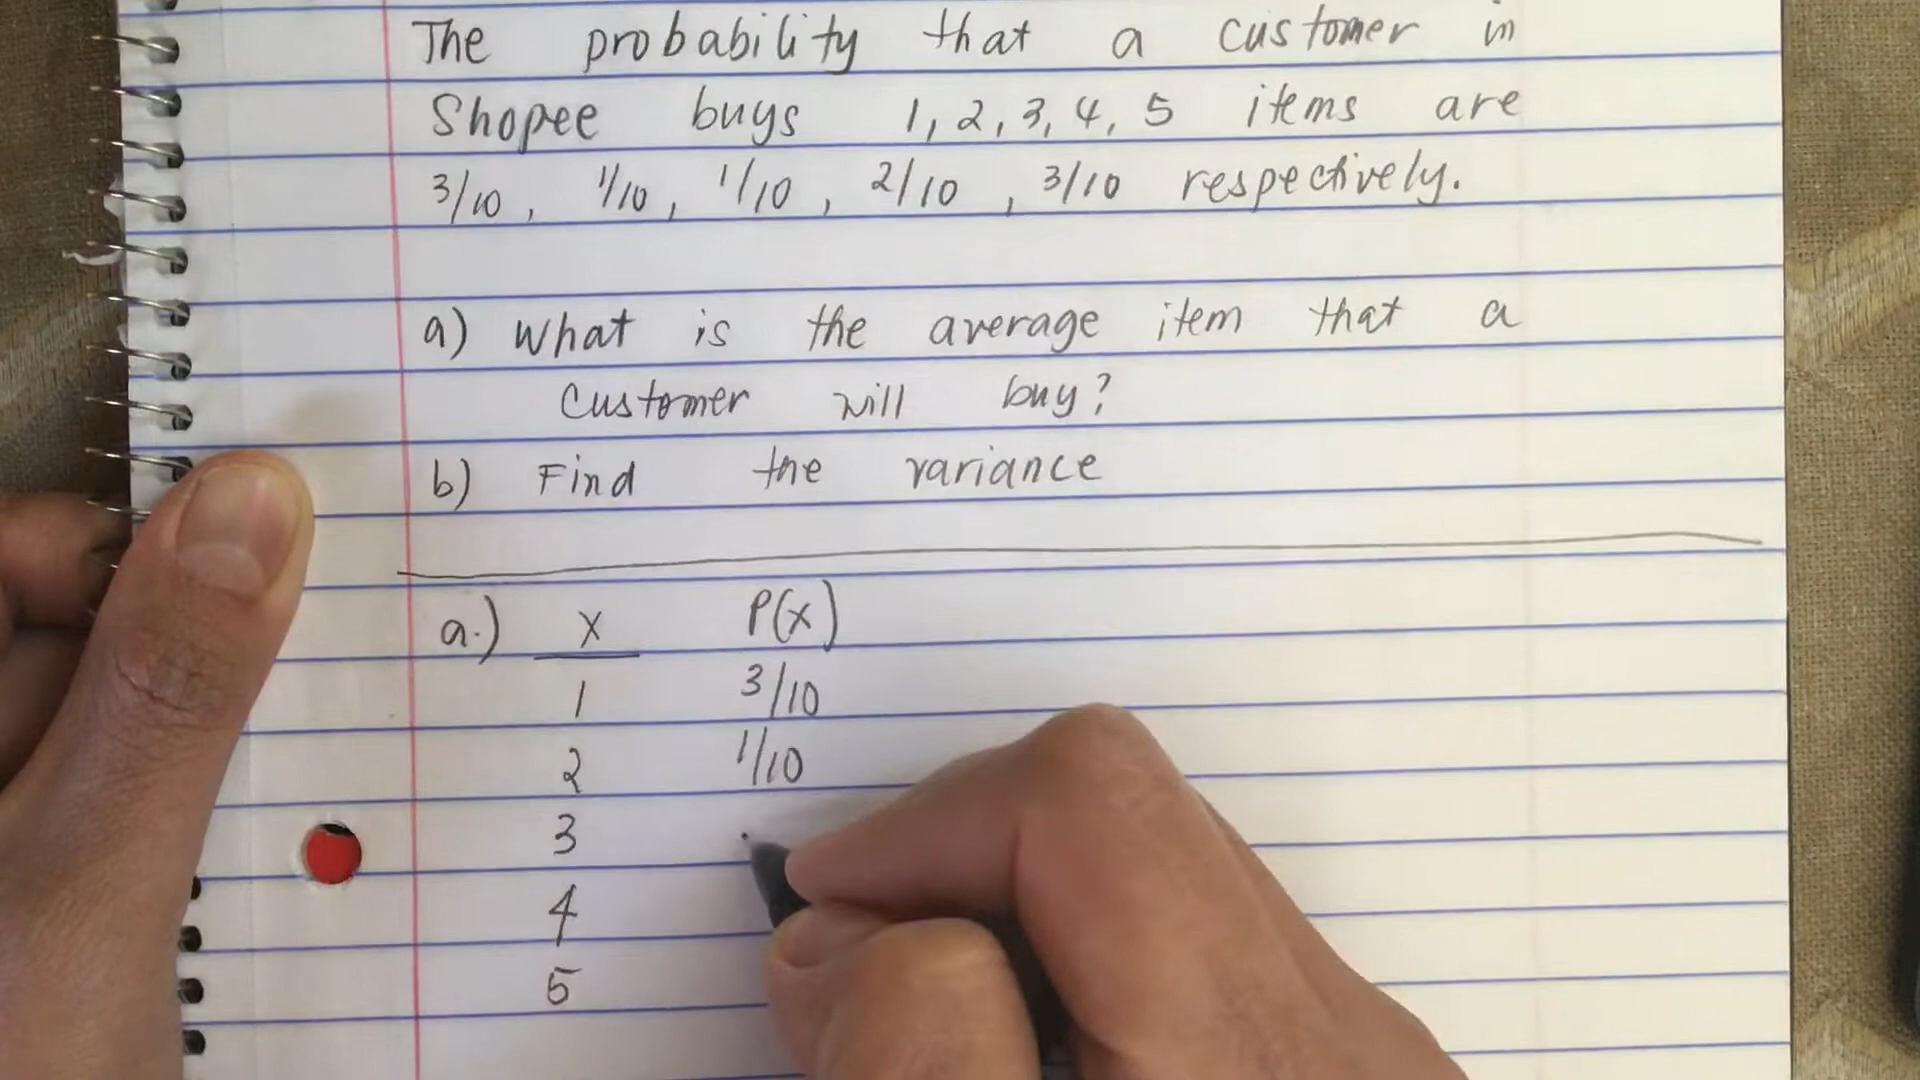 The probability that a customer in
Shopee buys 1, 2, 3, 4, 5 items are
3/10, 1/10, 1/10, 2/10, 3/10 respectively.
a) What is the average item that a
customer will buy?
b) Find the variance
a.) X P(x)
1 3/10
2 1/10
3
4
5